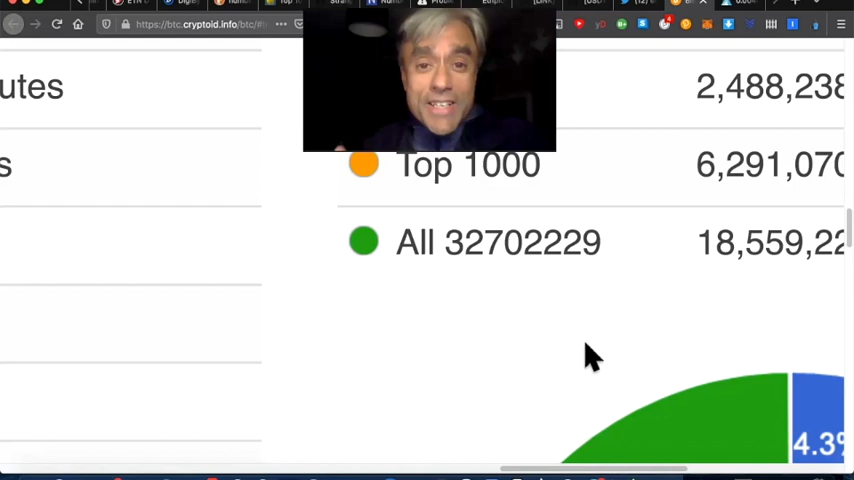 https://btc.cryptoid.info/btc/#
utes
2,488,238
s
Top 1000
6,291,070
All 32702229
18,559,22
4.3%